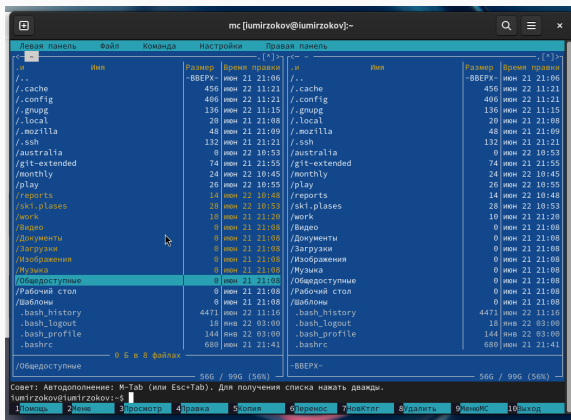 mc [iumirzokov@iumirzokov]:~
Левая панель Файл Команда Настройки Правая панель
<- ~ .[^]> <- ~ .[^]>
.и Имя Размер Время правки .и Имя Размер Время правки
/.. -ВВЕРХ- июн 21 21:06 /.. -ВВЕРХ- июн 21 21:06
/.cache 456 июн 22 11:21 /.cache 456 июн 22 11:21
/.config 406 июн 22 11:21 /.config 406 июн 22 11:21
/.gnupg 136 июн 22 11:15 /.gnupg 136 июн 22 11:15
/.local 20 июн 21 21:08 /.local 20 июн 21 21:08
/.mozilla 48 июн 21 21:09 /.mozilla 48 июн 21 21:09
/.ssh 132 июн 21 21:21 /.ssh 132 июн 21 21:21
/australia 0 июн 22 10:53 /australia 0 июн 22 10:53
/git-extended 74 июн 21 21:55 /git-extended 74 июн 21 21:55
/monthly 24 июн 22 10:45 /monthly 24 июн 22 10:45
/play 26 июн 22 10:55 /play 26 июн 22 10:55
/reports 14 июн 22 10:48 /reports 14 июн 22 10:48
/ski.plases 28 июн 22 10:53 /ski.plases 28 июн 22 10:53
/work 10 июн 21 21:20 /work 10 июн 21 21:20
/Видео 0 июн 21 21:08 /Видео 0 июн 21 21:08
/Документы 0 июн 21 21:08 /Документы 0 июн 21 21:08
/Загрузки 0 июн 21 21:08 /Загрузки 0 июн 21 21:08
/Изображения 0 июн 21 21:08 /Изображения 0 июн 21 21:08
/Музыка 0 июн 21 21:08 /Музыка 0 июн 21 21:08
/Общедоступные 0 июн 21 21:08 /Общедоступные 0 июн 21 21:08
/Рабочий стол 0 июн 21 21:08 /Рабочий стол 0 июн 21 21:08
/Шаблоны 0 июн 21 21:08 /Шаблоны 0 июн 21 21:08
.bash_history 4471 июн 22 11:16 .bash_history 4471 июн 22 11:16
.bash_logout 18 янв 22 03:00 .bash_logout 18 янв 22 03:00
.bash_profile 144 янв 22 03:00 .bash_profile 144 янв 22 03:00
.bashrc 680 июн 21 21:41 .bashrc 680 июн 21 21:41
0 Б в 8 файлах
/Общедоступные -ВВЕРХ-
56G / 99G (56%) 56G / 99G (56%)
Совет: Автодополнение: M-Tab (или Esc+Tab). Для получения списка нажать дважды.
iumirzokov@iumirzokov:~$
1Помощь 2Меню 3Просмотр 4Правка 5Копия 6Перенос 7НовКтлг 8Удалить 9МенюMC 10Выход